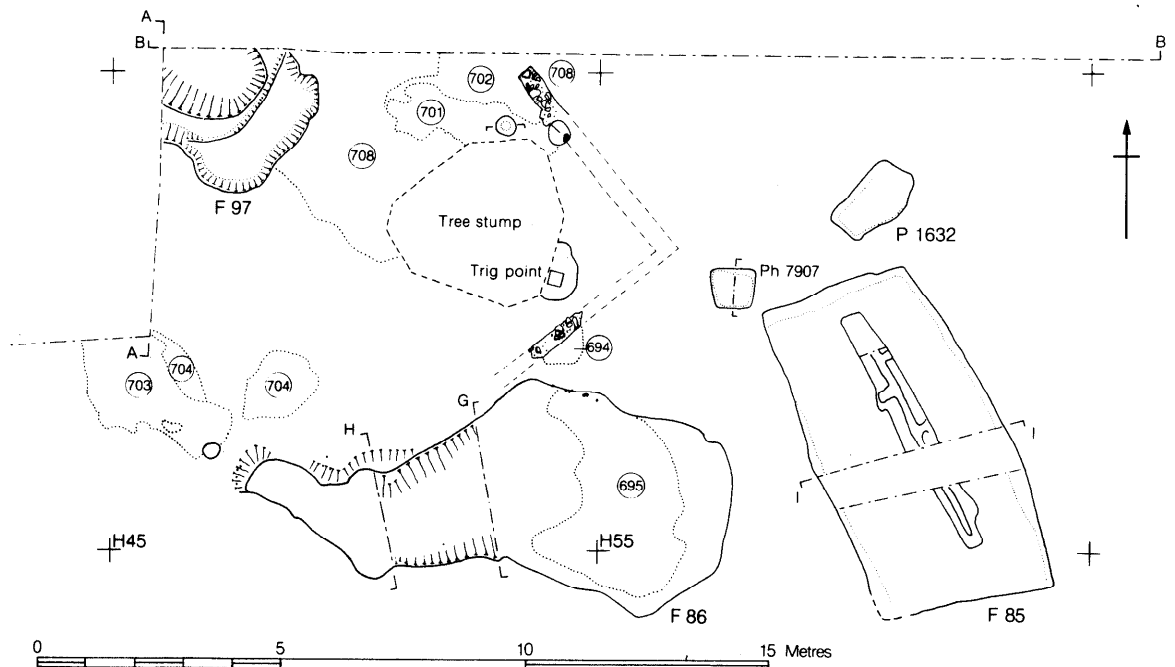 A
B B
702 708
701
708
F 97
Tree stump
P 1632
Trig point
Ph 7907
A
694
703 704 704
G
H
I
695
I
H45 H55
F 86 F 85
0 5 10 15 Metres